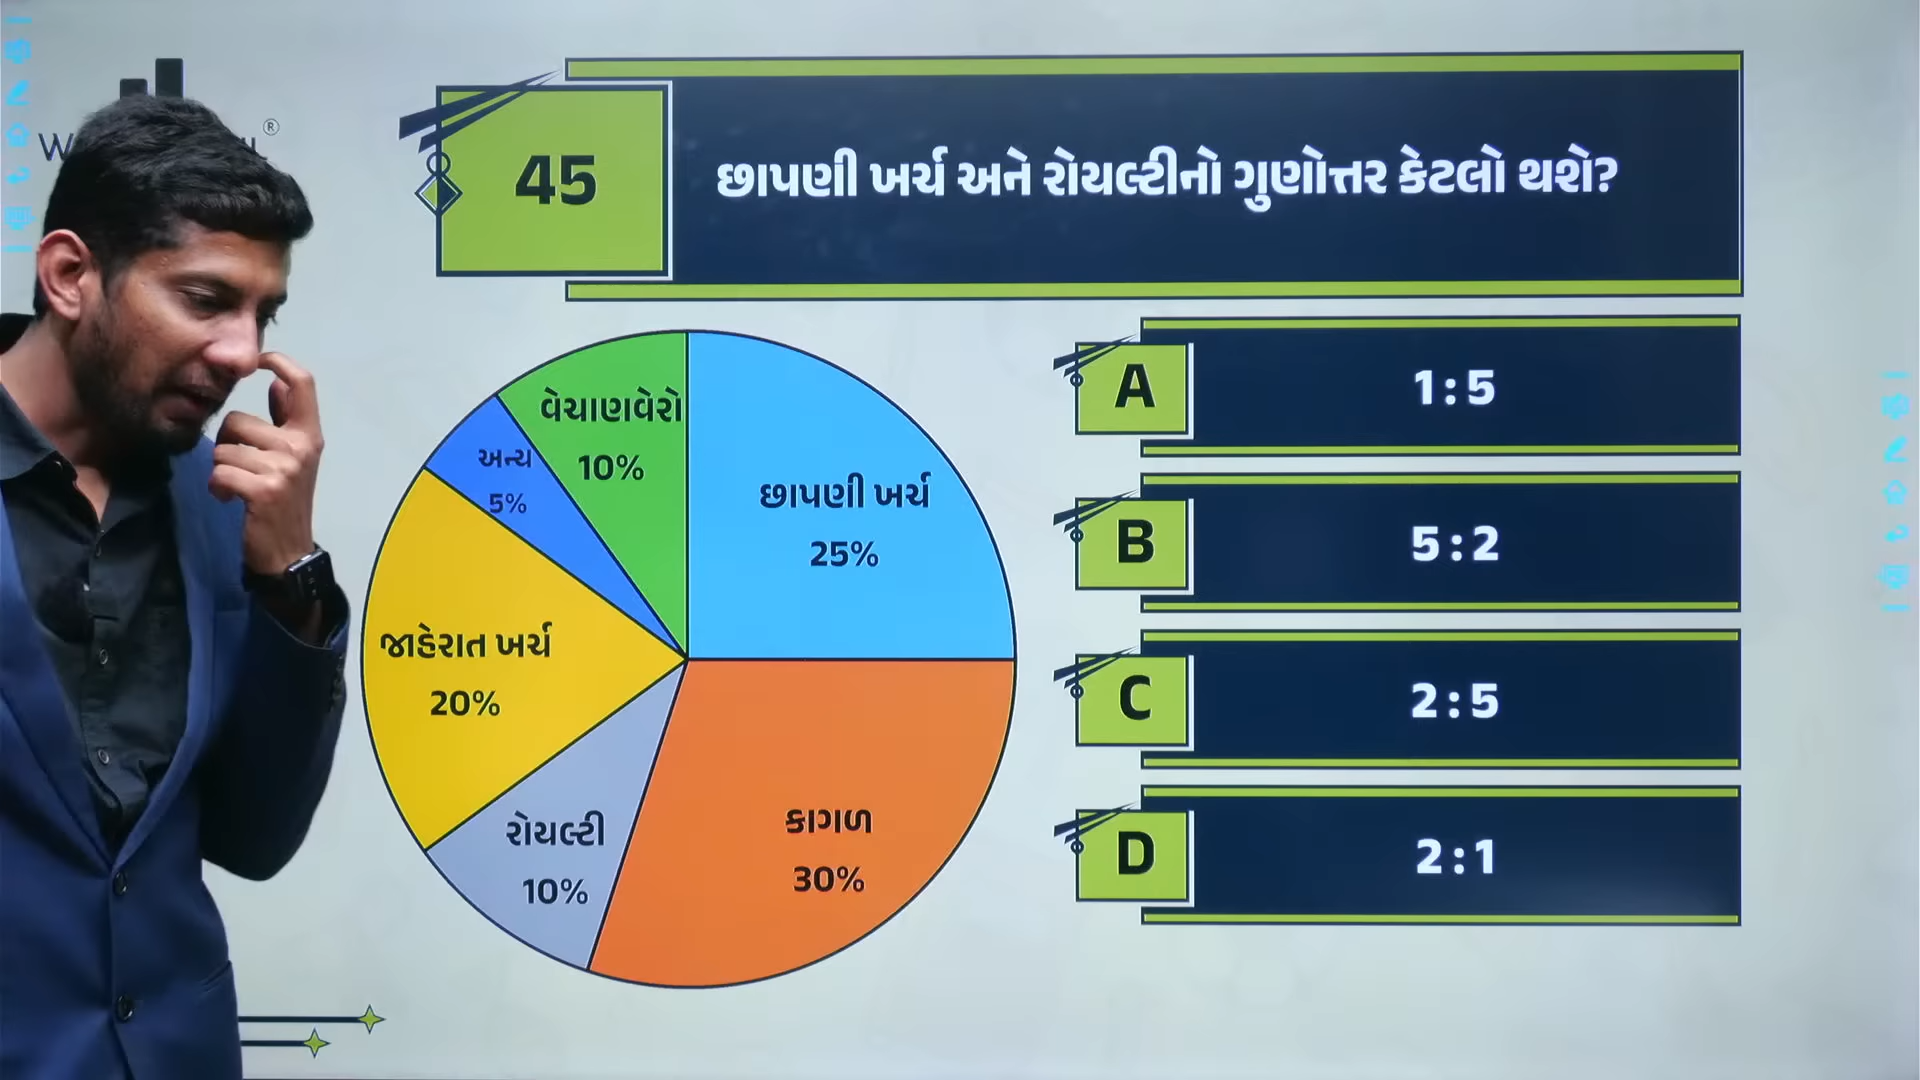 45
છાપણી ખર્ચ અને રોયલ્ટીનો ગુણોત્તર કેટલો થશે?
વેચાણવેરો
10%
અન્ય
5%
છાપણી ખર્ચ
25%
જાહેરાત ખર્ચ
20%
રોયલ્ટી
10%
કાગળ
30%
A
1:5
B
5:2
C
2:5
D
2:1